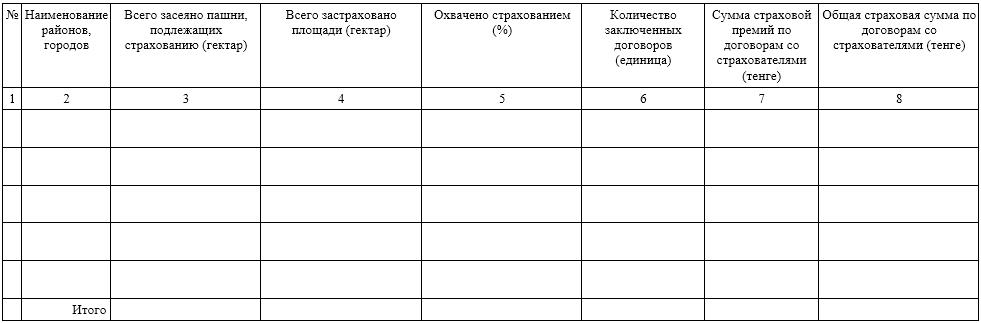 № Наименование районов, городов Всего засеяно пашни, подлежащих страхованию (гектар) Всего застраховано площади (гектар) Охвачено страхованием (%) Количество заключенных договоров (единица) Сумма страховой премий по договорам со страхователями (тенге) Общая страховая сумма по договорам со страхователями (тенге)
1 2 3 4 5 6 7 8
Итого